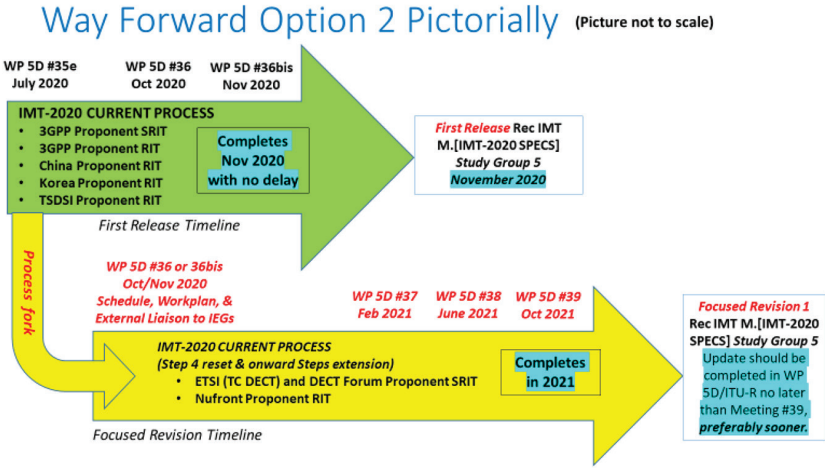 Way Forward Option 2 Pictorially (Picture not to scale)
WP 5D #35e
July 2020
WP 5D #36
Oct 2020
WP 5D #36bis
Nov 2020
IMT-2020 CURRENT PROCESS
• 3GPP Proponent SRIT
• 3GPP Proponent RIT
• China Proponent RIT
• Korea Proponent RIT
• TSDSI Proponent RIT
Completes
Nov 2020
with no delay
First Release Rec IMT
M.[IMT-2020 SPECS]
Study Group 5
November 2020
First Release Timeline
Process fork
WP 5D #36 or 36bis
Oct/Nov 2020
Schedule, Workplan, &
External Liaison to IEGs
WP 5D #37
Feb 2021
WP 5D #38
June 2021
WP 5D #39
Oct 2021
IMT-2020 CURRENT PROCESS
(Step 4 reset & onward Steps extension)
• ETSI (TC DECT) and DECT Forum Proponent SRIT
• Nufront Proponent RIT
Completes
in 2021
Focused Revision 1
Rec IMT M.[IMT-2020
SPECS] Study Group 5
Update should be
completed in WP
5D/ITU-R no later
than Meeting #39,
preferably sooner.
Focused Revision Timeline